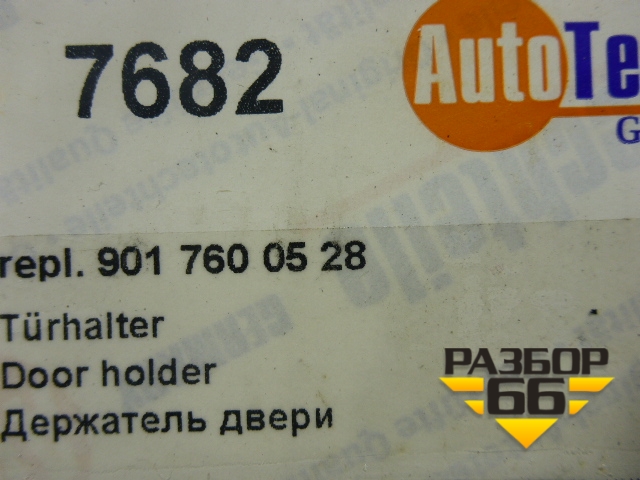 7682
AutoTe
G
repl. 901 760 05 28
Türhalter
Door holder
Держатель двери
РАЗБОР
66